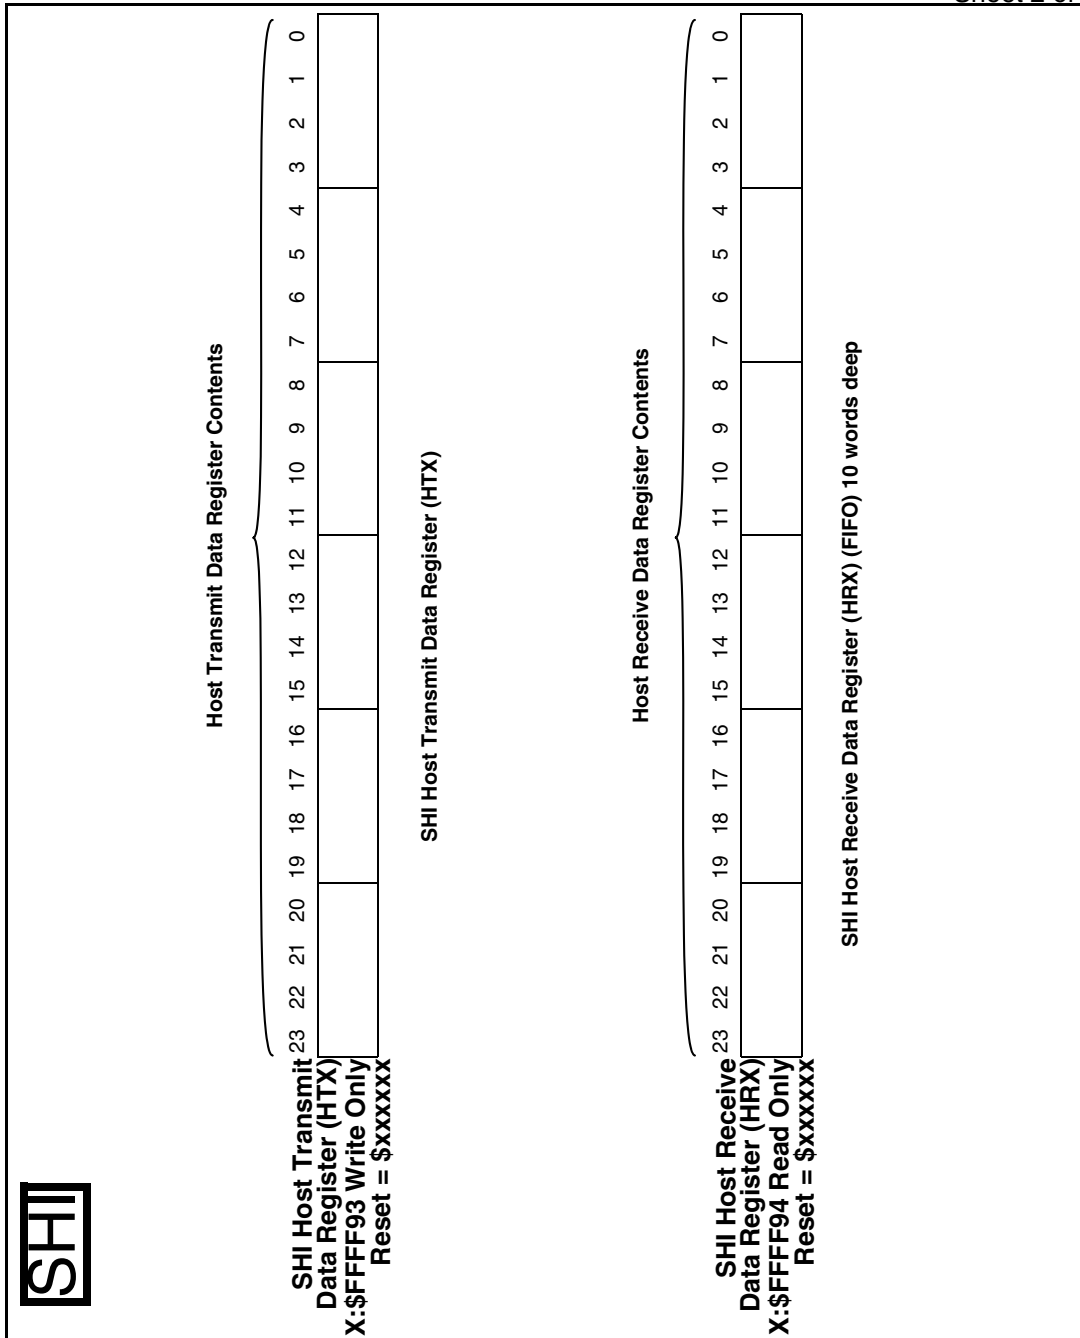 SHI
Host Transmit Data Register Contents
23 22 21 20 19 18 17 16 15 14 13 12 11 10 9 8 7 6 5 4 3 2 1 0
SHI Host Transmit
Data Register (HTX)
X:$FFFF93 Write Only
Reset = $xxxxxx
SHI Host Transmit Data Register (HTX)
Host Receive Data Register Contents
23 22 21 20 19 18 17 16 15 14 13 12 11 10 9 8 7 6 5 4 3 2 1 0
SHI Host Receive
Data Register (HRX)
X:$FFFF94 Read Only
Reset = $xxxxxx
SHI Host Receive Data Register (HRX) (FIFO) 10 words deep